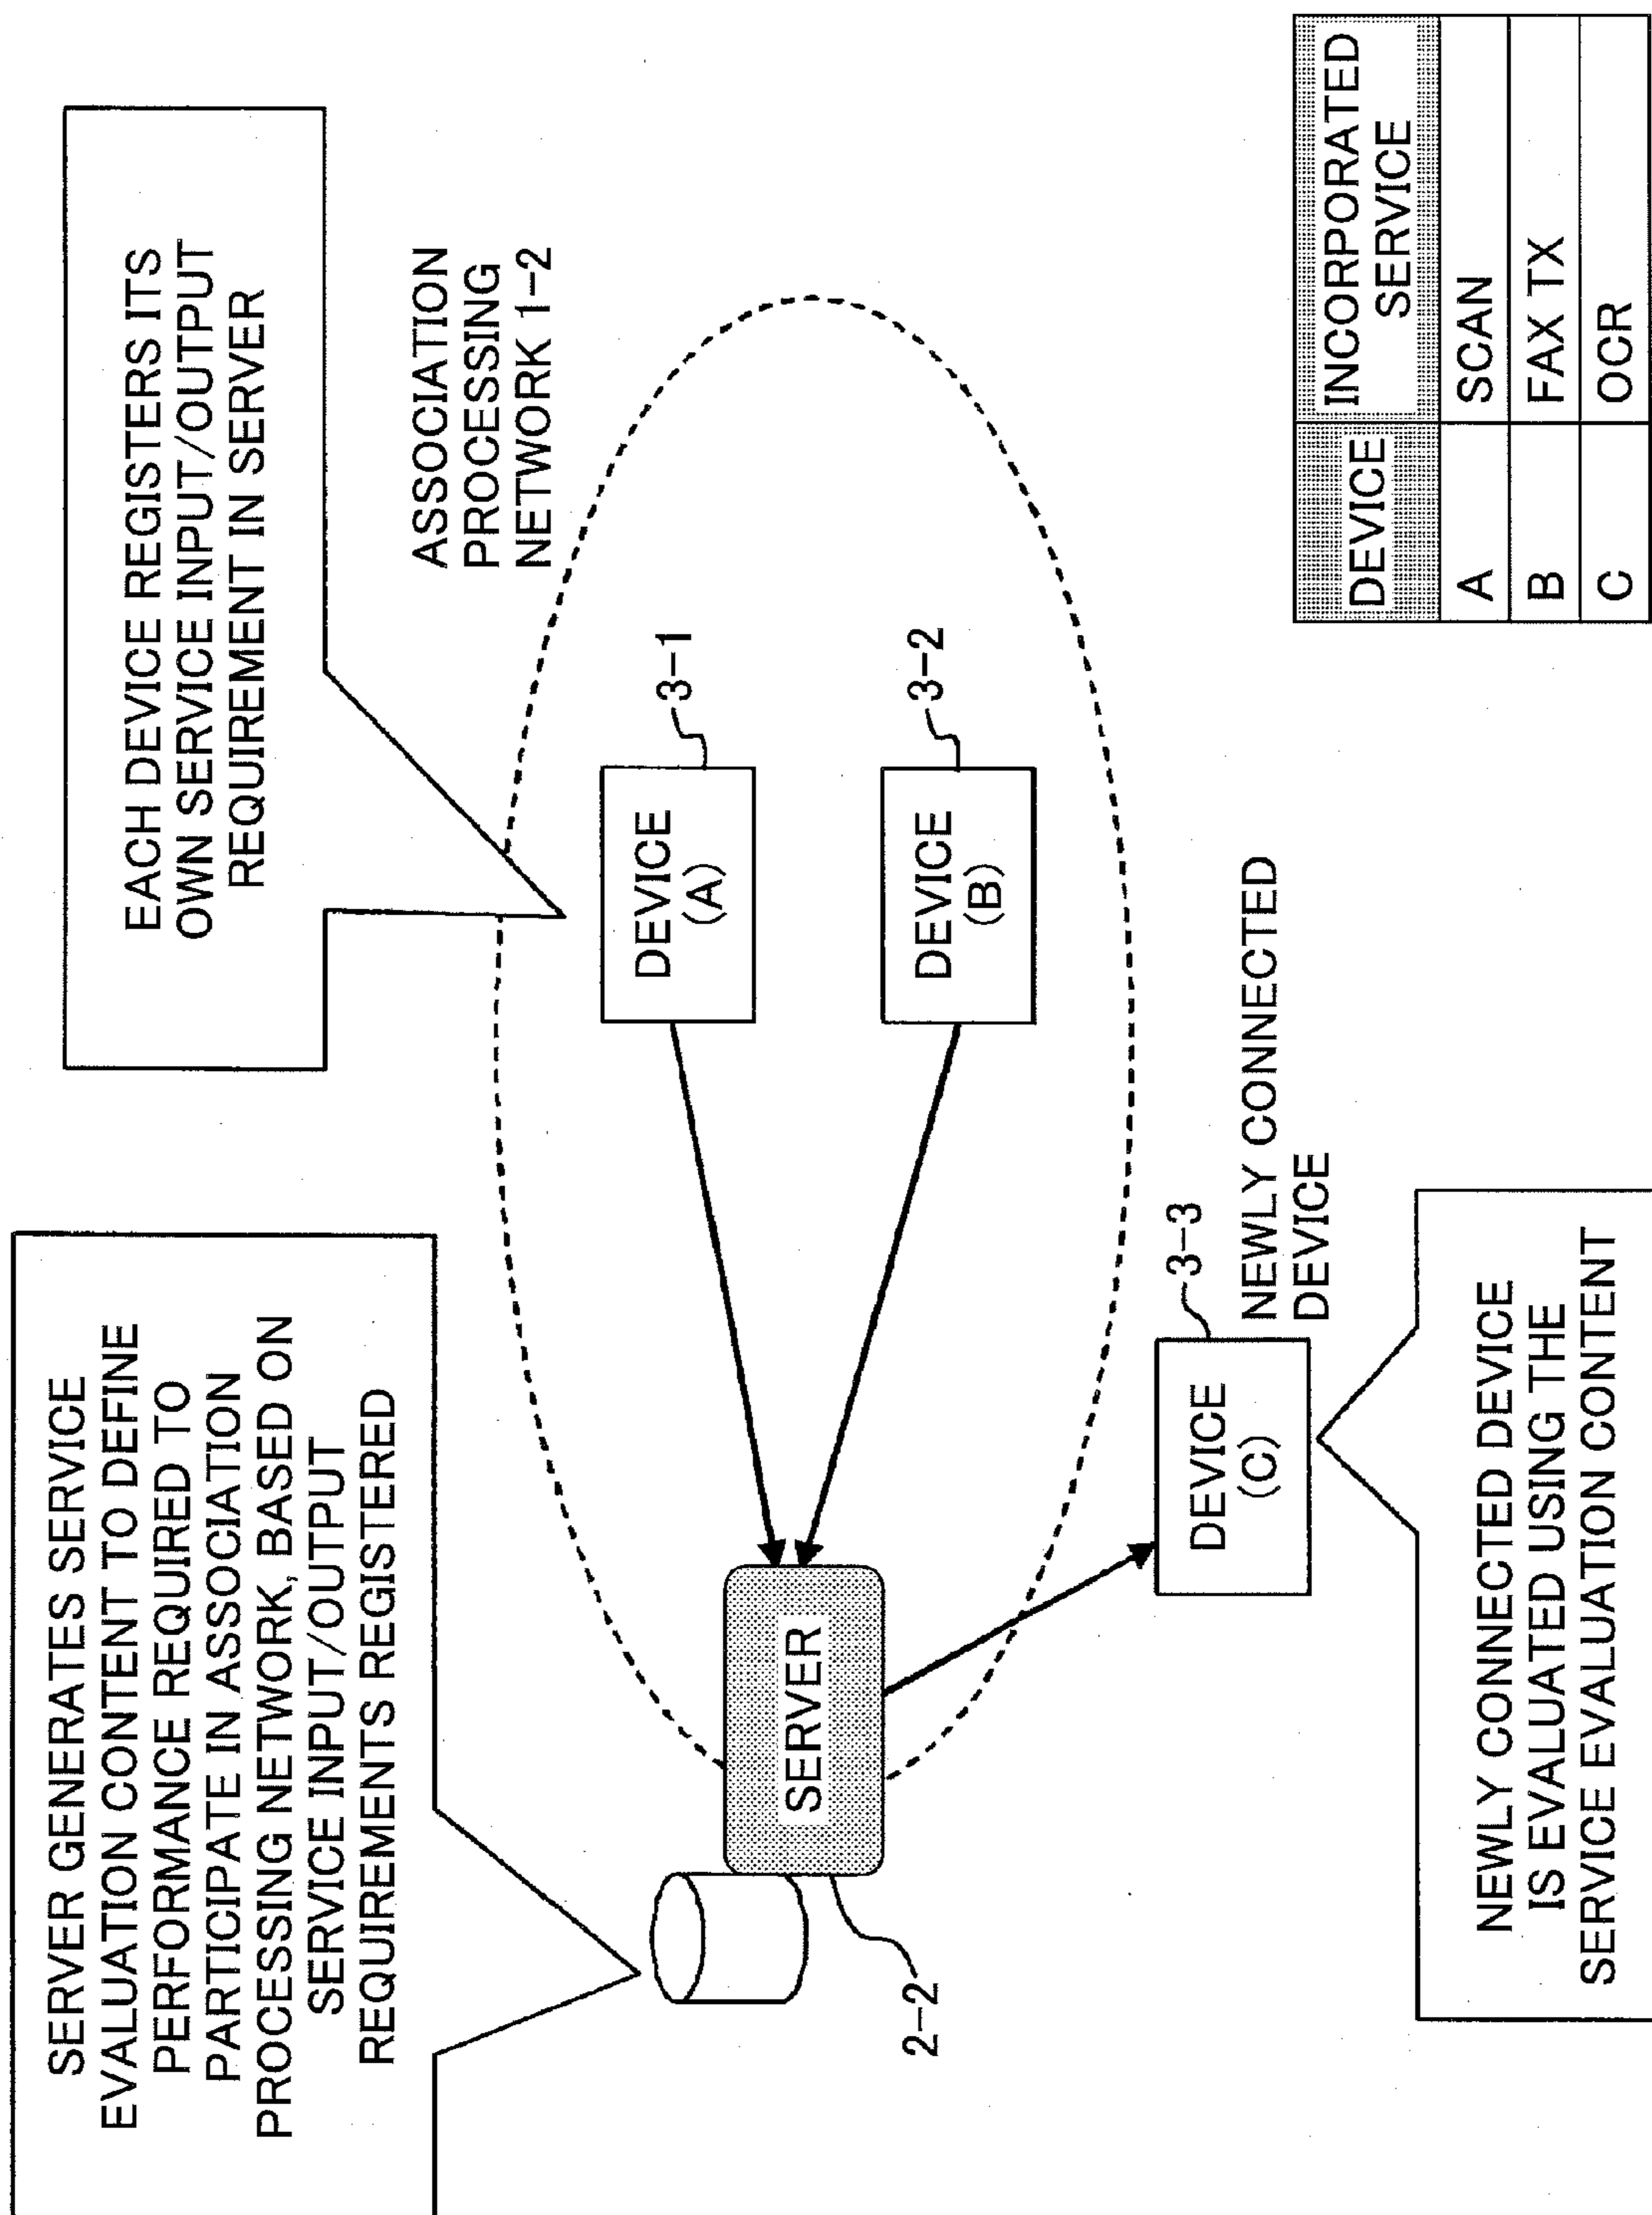 SERVER GENERATES SERVICE
EVALUATION CONTENT TO DEFINE
PERFORMANCE REQUIRED TO
PARTICIPATE IN ASSOCIATION
PROCESSING NETWORK, BASED ON
SERVICE INPUT/OUTPUT
REQUIREMENTS REGISTERED
EACH DEVICE REGISTERS ITS
OWN SERVICE INPUT/OUTPUT
REQUIREMENT IN SERVER
ASSOCIATION
PROCESSING
NETWORK 1-2
DEVICE
(A)
3-1
DEVICE
(B)
3-2
SERVER
2-2
DEVICE
(C)
3-3
NEWLY CONNECTED
DEVICE
NEWLY CONNECTED DEVICE
IS EVALUATED USING THE
SERVICE EVALUATION CONTENT
DEVICE INCORPORATED
SERVICE
A SCAN
B FAX TX
C OCR